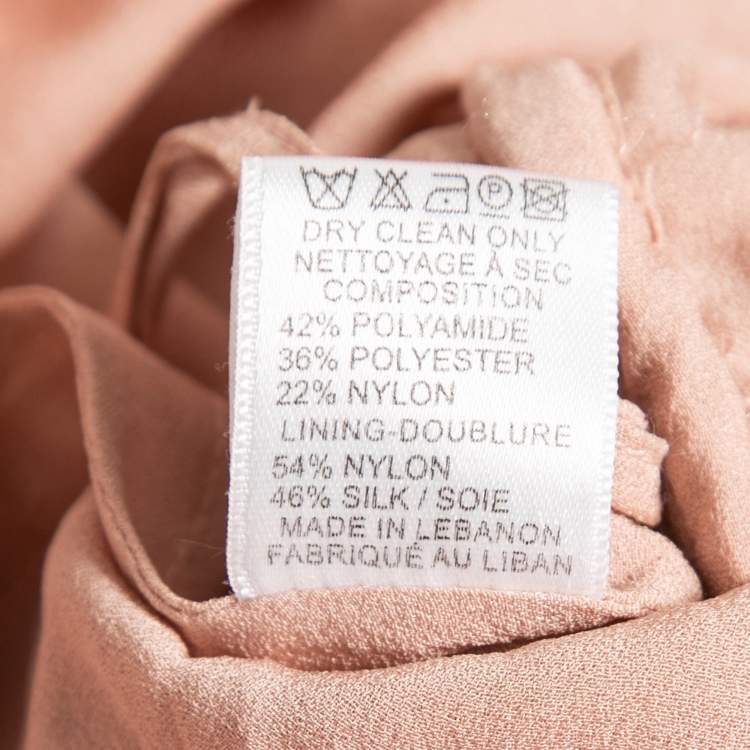 P
DRY CLEAN ONLY
NETTOYAGE À SEC
COMPOSITION
42% POLYAMIDE
36% POLYESTER
22% NYLON
LINING-DOUBLURE
54% NYLON
46% SILK / SOIE
MADE IN LEBANON
FABRIQUÉ AU LIBAN